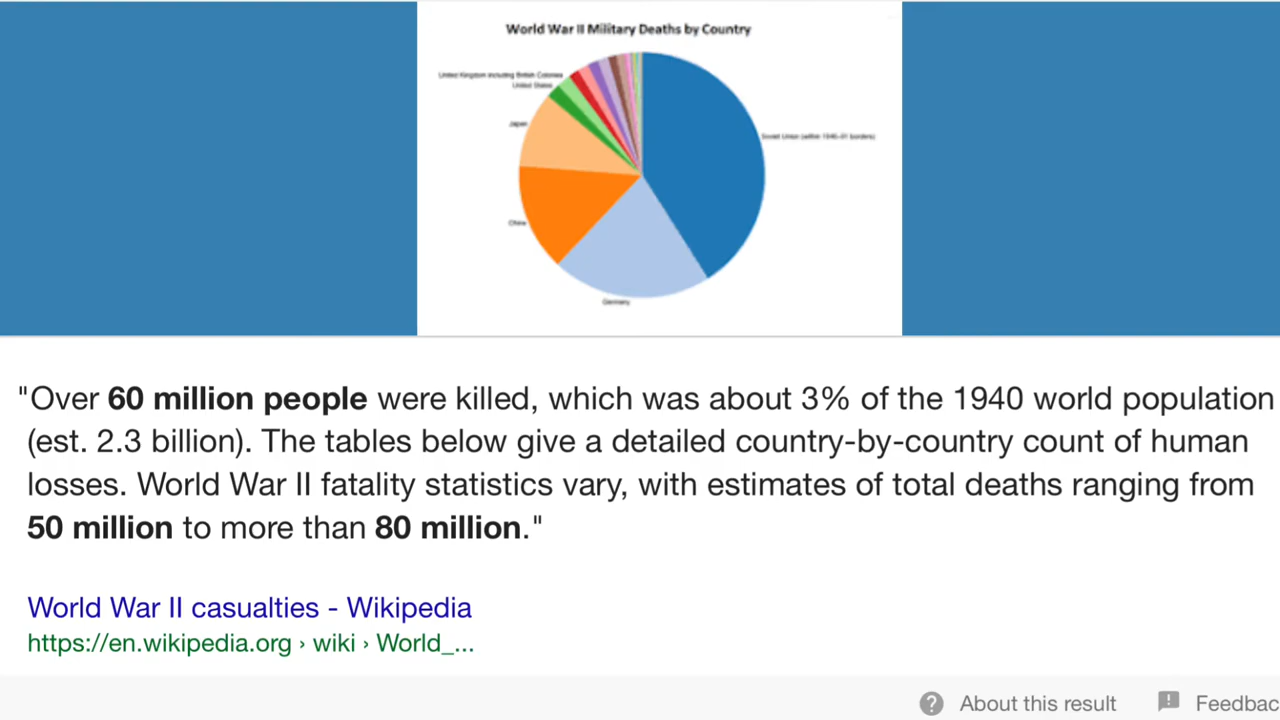 World War II Military Deaths by Country
United Kingdom including British Colonies
United States
Japan
Soviet Union (within 1946-91 borders)
China
Germany
"Over 60 million people were killed, which was about 3% of the 1940 world population
(est. 2.3 billion). The tables below give a detailed country-by-country count of human
losses. World War II fatality statistics vary, with estimates of total deaths ranging from
50 million to more than 80 million."
World War II casualties - Wikipedia
https://en.wikipedia.org › wiki › World_...
About this result
Feedbac